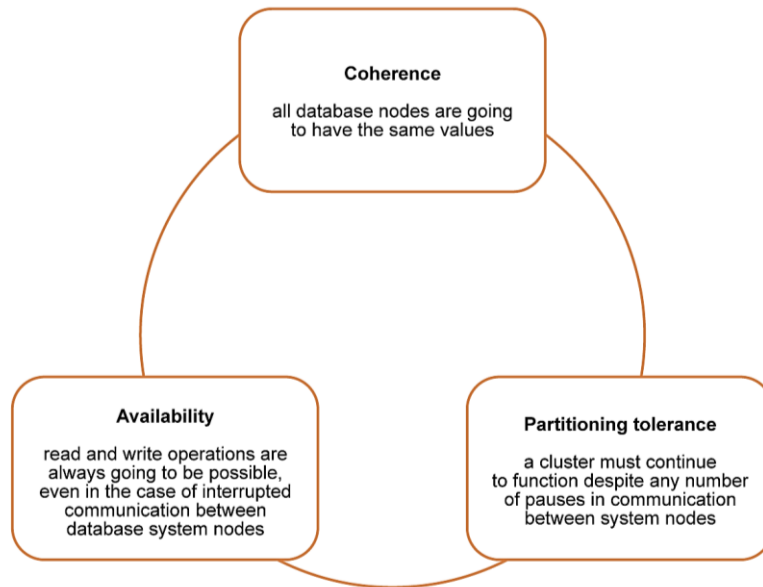 Coherence
all database nodes are going
to have the same values
Availability
read and write operations are
always going to be possible,
even in the case of interrupted
communication between
database system nodes
Partitioning tolerance
a cluster must continue
to function despite any number
of pauses in communication
between system nodes